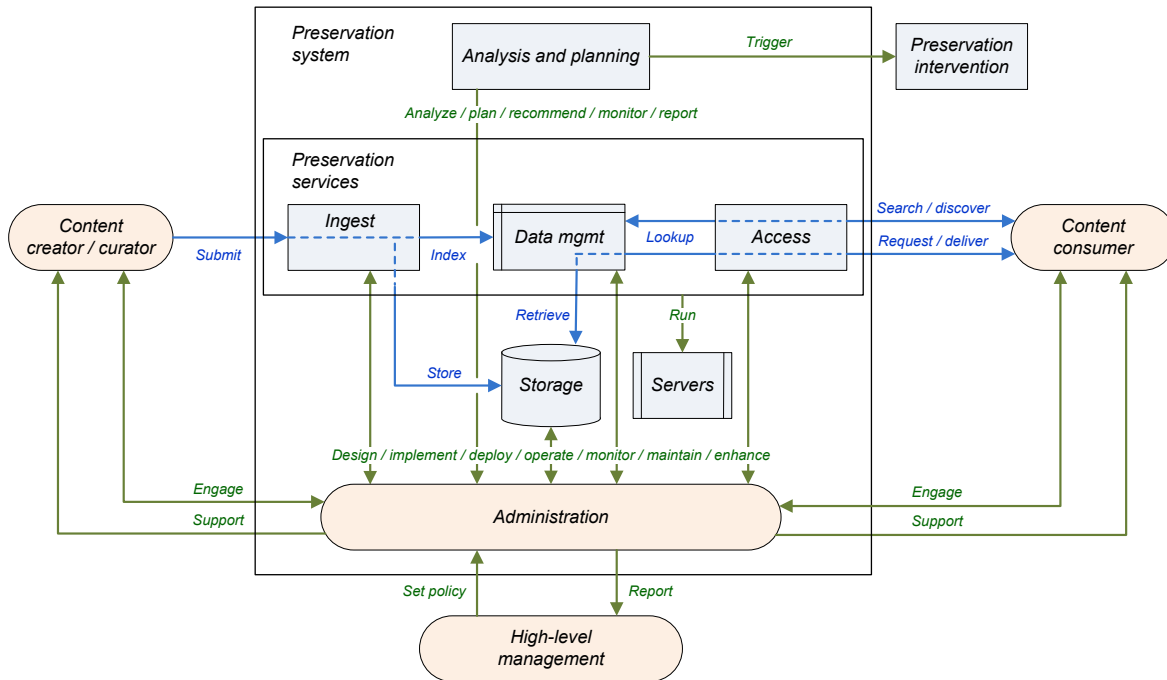 Preservation
system
Analysis and planning
Trigger
Preservation
intervention
Analyze / plan / recommend / monitor / report
Preservation
services
Content
creator / curator
Submit
Ingest
Index
Data mgmt
Lookup
Access
Search / discover
Request / deliver
Content
consumer
Retrieve
Run
Store
Storage
Servers
Design / implement / deploy / operate / monitor / maintain / enhance
Engage
Support
Administration
Engage
Support
Set policy
Report
High-level
management